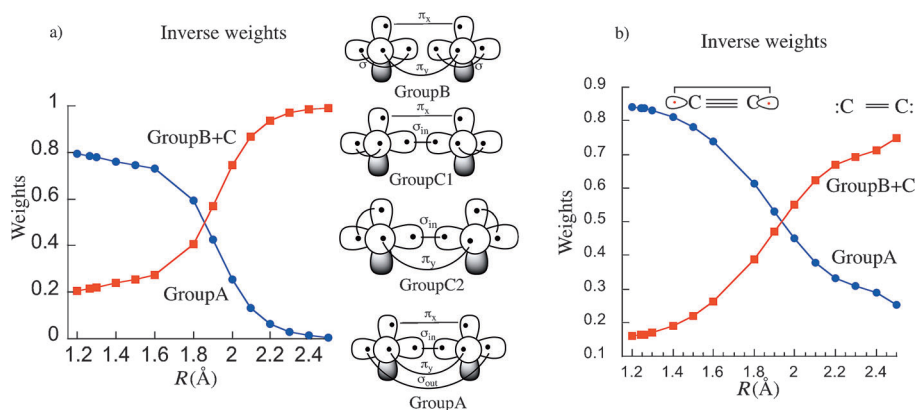 a)
Inverse weights
Weights
1
0.8
0.6
0.4
0.2
0
GroupB+C
GroupA
1.2 1.4 1.6 1.8 2 2.2 2.4
R(Å)
πx
σ πy σ
GroupB
πx
σin
GroupC1
σin
πy
GroupC2
πx
σin
πy
σout
GroupA
b)
Inverse weights
Weights
0.9
0.8
0.7
0.6
0.5
0.4
0.3
0.2
0.1
C C
:C C:
GroupB+C
GroupA
1.2 1.4 1.6 1.8 2 2.2 2.4
R(Å)